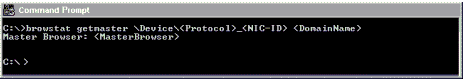 Command Prompt
C:\>browstat getmaster \Device\<Protocol>_<NIC-ID> <DomainName>
Master Browser: <MasterBrowser>
C:\>